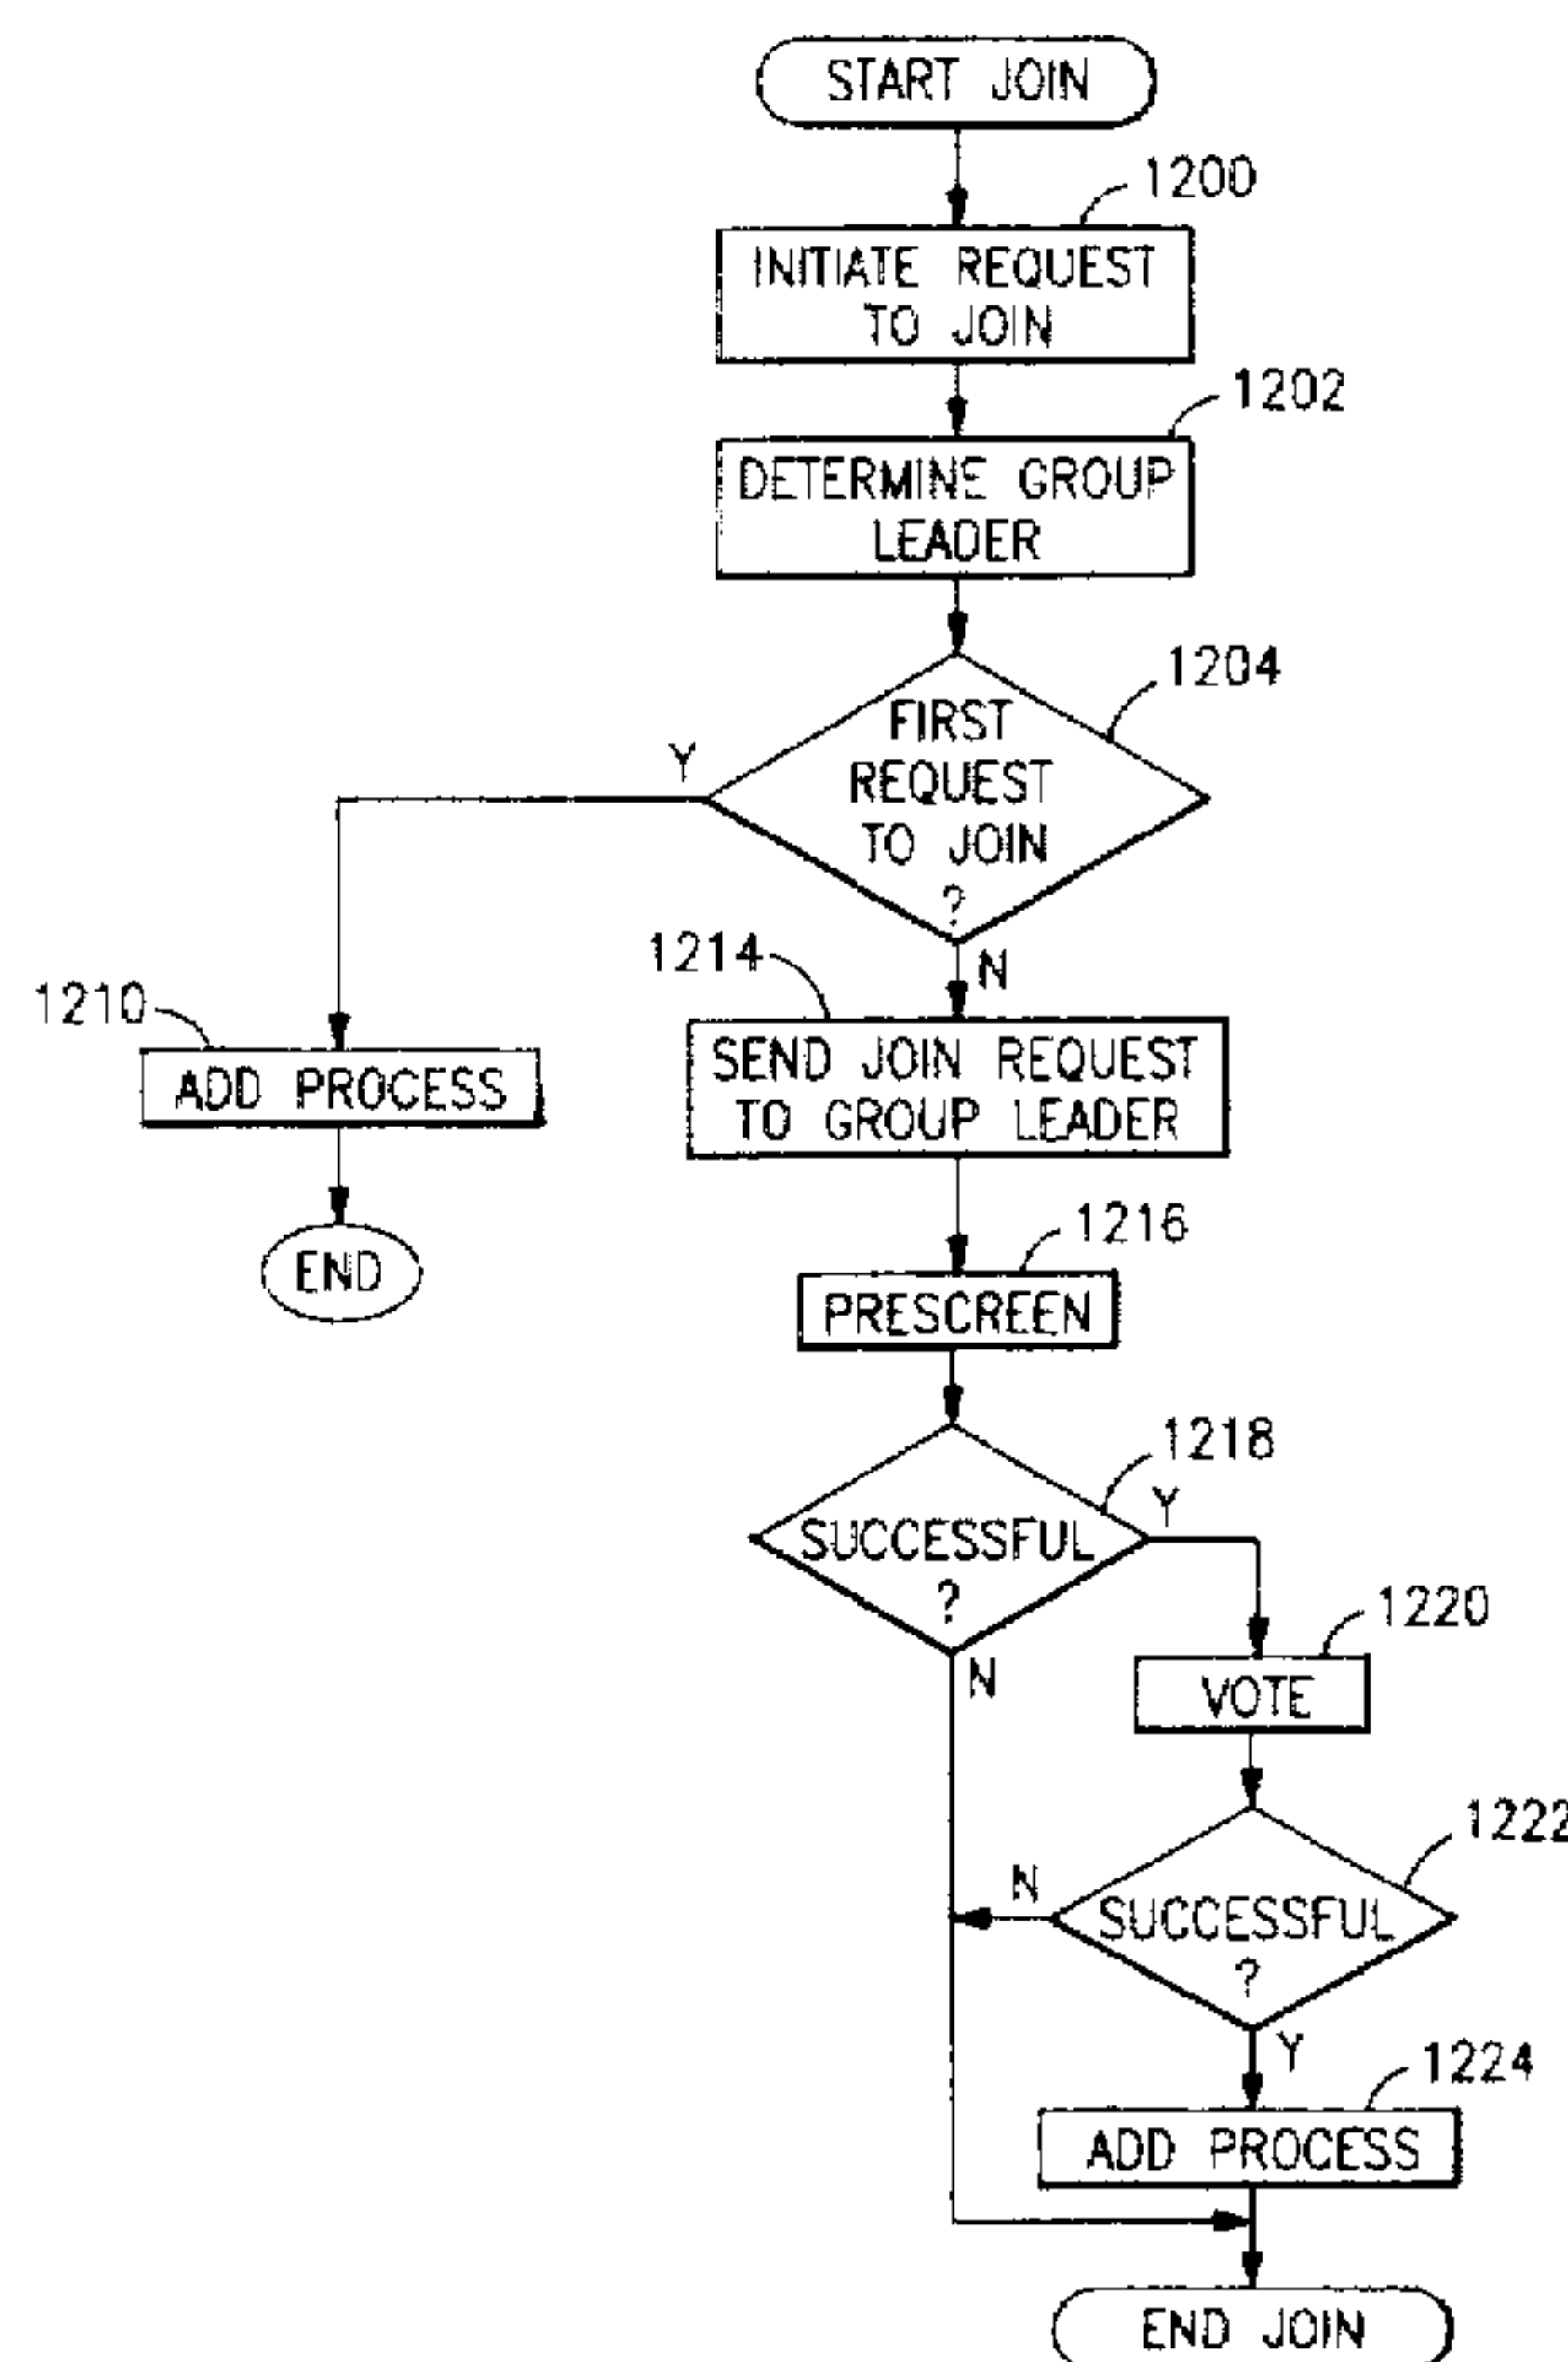 START JOIN
1200
INITIATE REQUEST
TO JOIN
1202
DETERMINE GROUP
LEADER
1204
FIRST
REQUEST
TO JOIN
?
Y
N
1210
ADD PROCESS
END
1214
SEND JOIN REQUEST
TO GROUP LEADER
1216
PRESCREEN
1218
SUCCESSFUL
?
Y
N
1220
VOTE
1222
SUCCESSFUL
?
N
Y
1224
ADD PROCESS
END JOIN